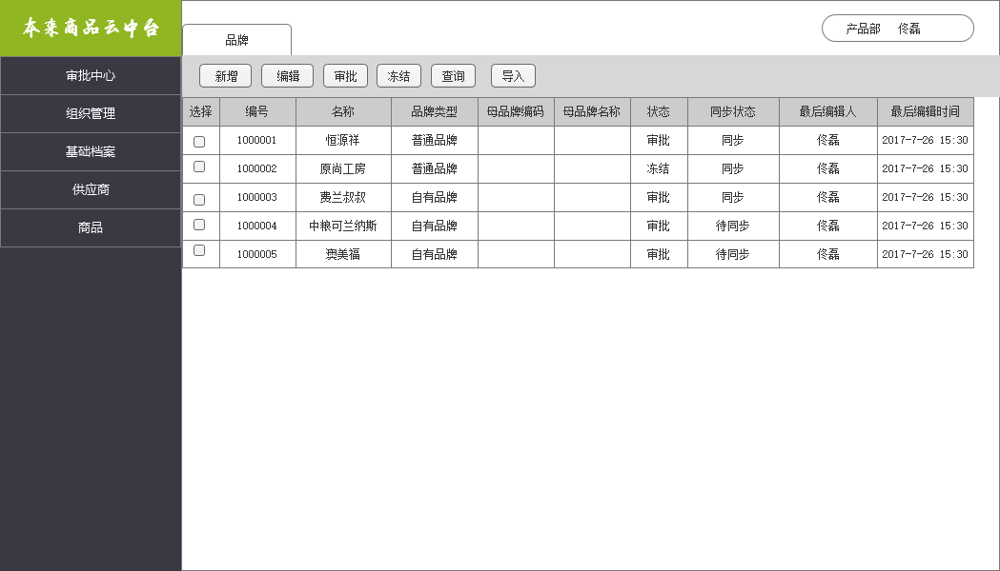 本来商品云中台
产品部 佟磊
品牌
审批中心
组织管理
基础档案
供应商
商品
新增 编辑 审批 冻结 查询 导入
选择 编号 名称 品牌类型 母品牌编码 母品牌名称 状态 同步状态 最后编辑人 最后编辑时间
1000001 恒源祥 普通品牌 审批 同步 佟磊 2017-7-26 15:30
1000002 原尚工房 普通品牌 冻结 同步 佟磊 2017-7-26 15:30
1000003 费兰叔叔 自有品牌 审批 同步 佟磊 2017-7-26 15:30
1000004 中粮可兰纳斯 自有品牌 审批 待同步 佟磊 2017-7-26 15:30
1000005 澳美福 自有品牌 审批 待同步 佟磊 2017-7-26 15:30